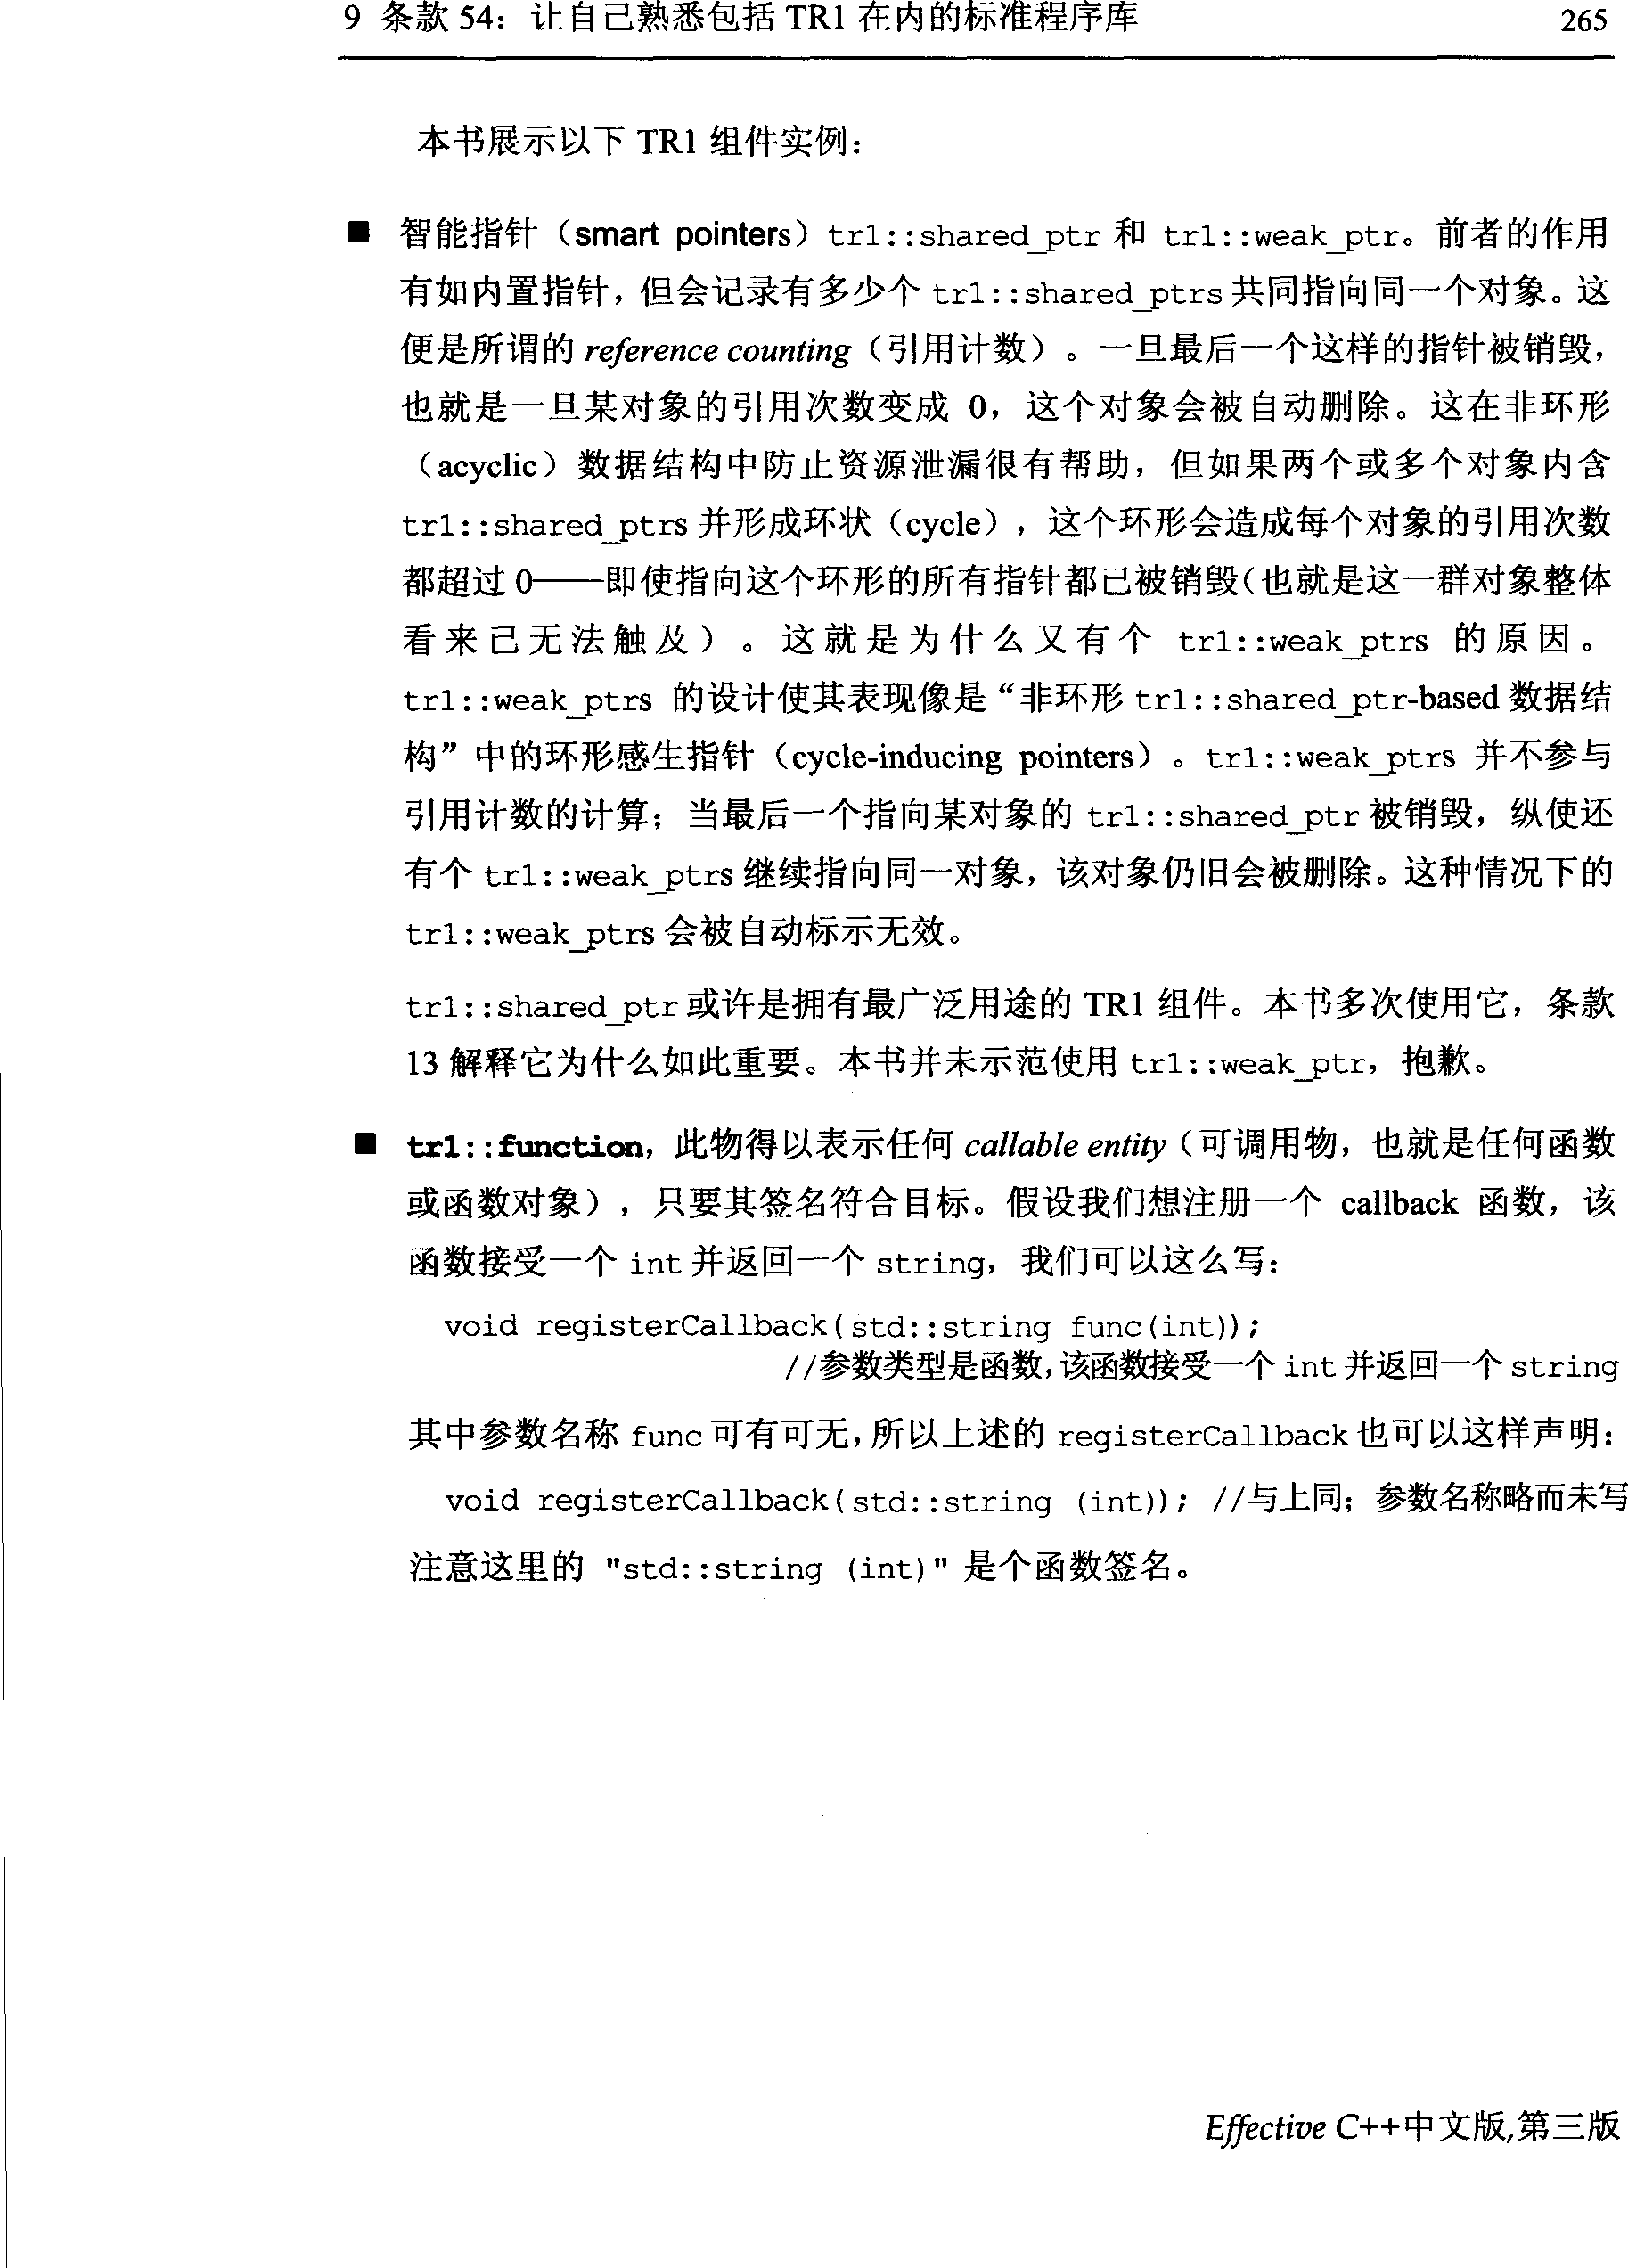 9 条款 54：让自己熟悉包括 TR1 在内的标准程序库 265
本书展示以下 TR1 组件实例：
■ 智能指针（smart pointers）tr1::shared_ptr 和 tr1::weak_ptr。前者的作用
有如内置指针，但会记录有多少个 tr1::shared_ptrs 共同指向同一个对象。这
便是所谓的 reference counting（引用计数）。一旦最后一个这样的指针被销毁，
也就是一旦某对象的引用次数变成 0，这个对象会被自动删除。这在非环形
（acyclic）数据结构中防止资源泄漏很有帮助，但如果两个或多个对象内含
tr1::shared_ptrs 并形成环状（cycle），这个环形会造成每个对象的引用次数
都超过 0——即使指向这个环形的所有指针都已被销毁（也就是这一群对象整体
看来已无法触及）。这就是为什么又有个 tr1::weak_ptrs 的原因。
tr1::weak_ptrs 的设计使其表现像是“非环形 tr1::shared_ptr-based 数据结
构”中的环形感生指针（cycle-inducing pointers）。tr1::weak_ptrs 并不参与
引用计数的计算；当最后一个指向某对象的 tr1::shared_ptr 被销毁，纵使还
有个 tr1::weak_ptrs 继续指向同一对象，该对象仍旧会被删除。这种情况下的
tr1::weak_ptrs 会被自动标示无效。
tr1::shared_ptr 或许是拥有最广泛用途的 TR1 组件。本书多次使用它，条款
13 解释它为什么如此重要。本书并未示范使用 tr1::weak_ptr，抱歉。
■ tr1::function，此物得以表示任何 callable entity（可调用物，也就是任何函数
或函数对象），只要其签名符合目标。假设我们想注册一个 callback 函数，该
函数接受一个 int 并返回一个 string，我们可以这么写：
void registerCallback(std::string func(int));
//参数类型是函数，该函数接受一个 int 并返回一个 string
其中参数名称 func 可有可无，所以上述的 registerCallback 也可以这样声明：
void registerCallback(std::string (int)); //与上同；参数名称略而未写
注意这里的 "std::string (int)" 是个函数签名。
Effective C++中文版,第三版